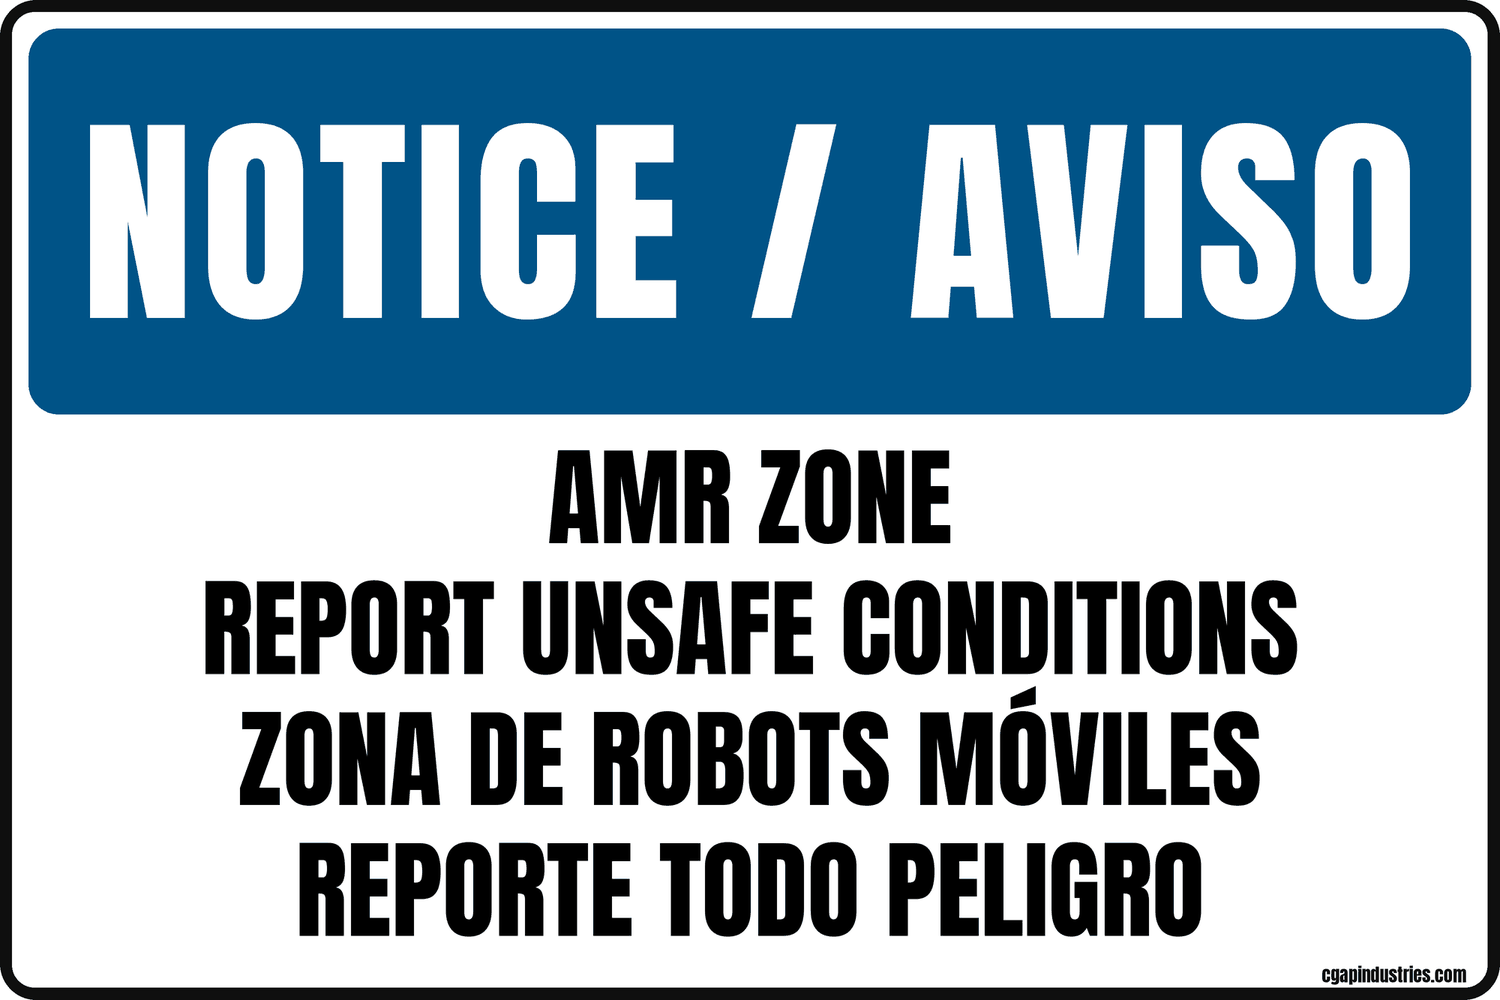 NOTICE / AVISO
AMR ZONE
REPORT UNSAFE CONDITIONS
ZONA DE ROBOTS MÓVILES
REPORTE TODO PELIGRO
cgapindustries.com